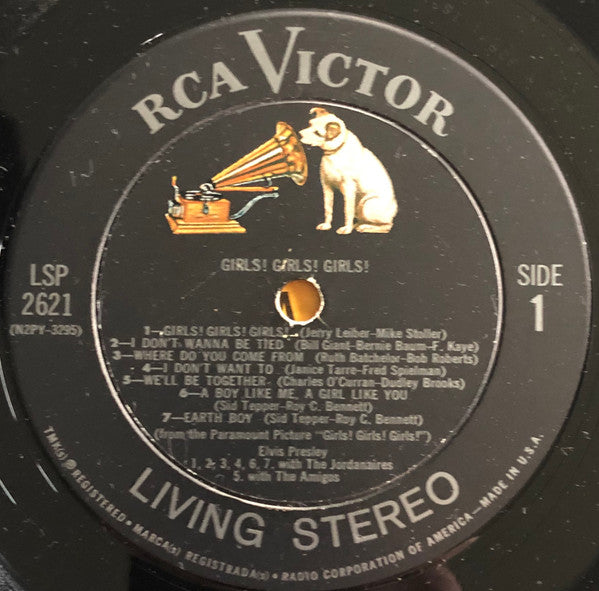 RCA VICTOR
GIRLS! GIRLS! GIRLS!
LSP
2621
(N2PY-3295)
SIDE
1
1—GIRLS! GIRLS! GIRLS! (Jerry Leiber-Mike Stoller)
2—I DON'T WANNA BE TIED (Bill Giant-Bernie Baum-F. Kaye)
3—WHERE DO YOU COME FROM (Ruth Batchelor-Bob Roberts)
4—I DON'T WANT TO (Janice Tarre-Fred Spielman)
5—WE'LL BE TOGETHER (Charles O'Curran-Dudley Brooks)
6—A BOY LIKE ME, A GIRL LIKE YOU
(Sid Tepper-Roy C. Bennett)
7—EARTH BOY (Sid Tepper-Roy C. Bennett)
(from the Paramount Picture "Girls! Girls! Girls!")
Elvis Presley
1, 2, 3, 4, 6, 7, with The Jordanaires
5, with The Amigos
LIVING STEREO
TMK(s) ® REGISTERED • MARCA(s) REGISTRADA(s) • RADIO CORPORATION OF AMERICA—MADE IN U.S.A.